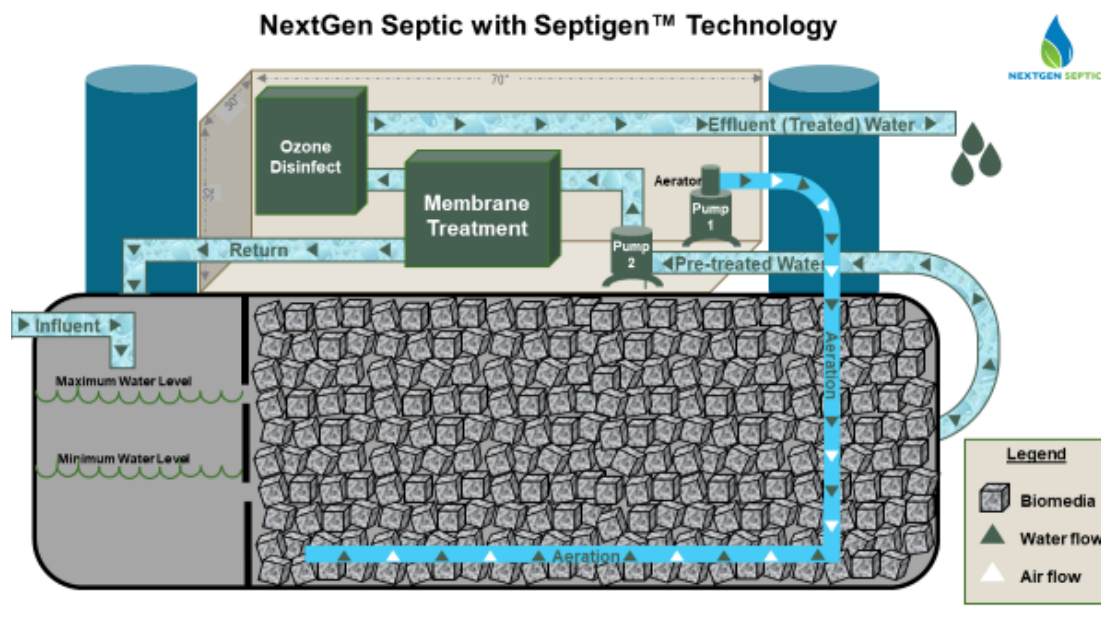 NextGen Septic with Septigen™ Technology
NEXTGEN SEPTIC
70"
30"
32
Ozone
Disinfect
Effluent (Treated) Water
Membrane
Treatment
Aerator
Pump
1
Pump
2
Return
Pre-treated Water
Influent
Maximum Water Level
Minimum Water Level
Aeration
Aeration
Legend
Biomedia
Water flow
Air flow